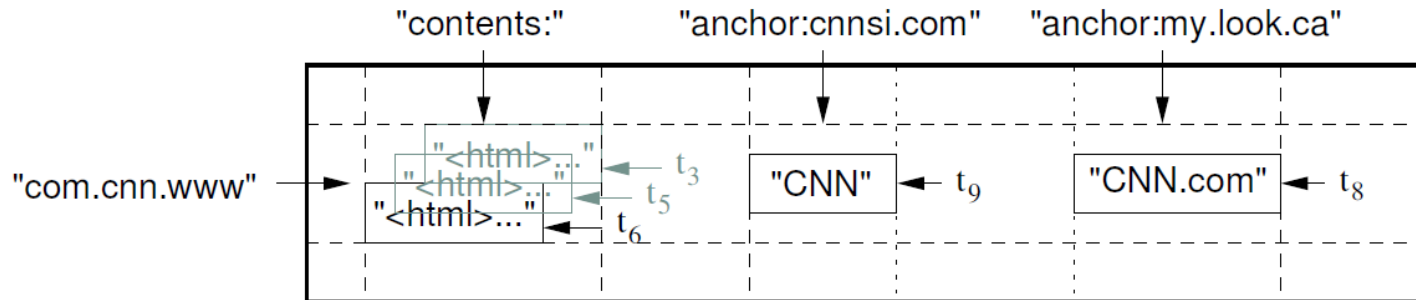 "contents:" "anchor:cnnsi.com" "anchor:my.look.ca"
"<html>..." t3
"com.cnn.www" "<html>..." t5 "CNN" t9 "CNN.com" t8
"<html>..." t6